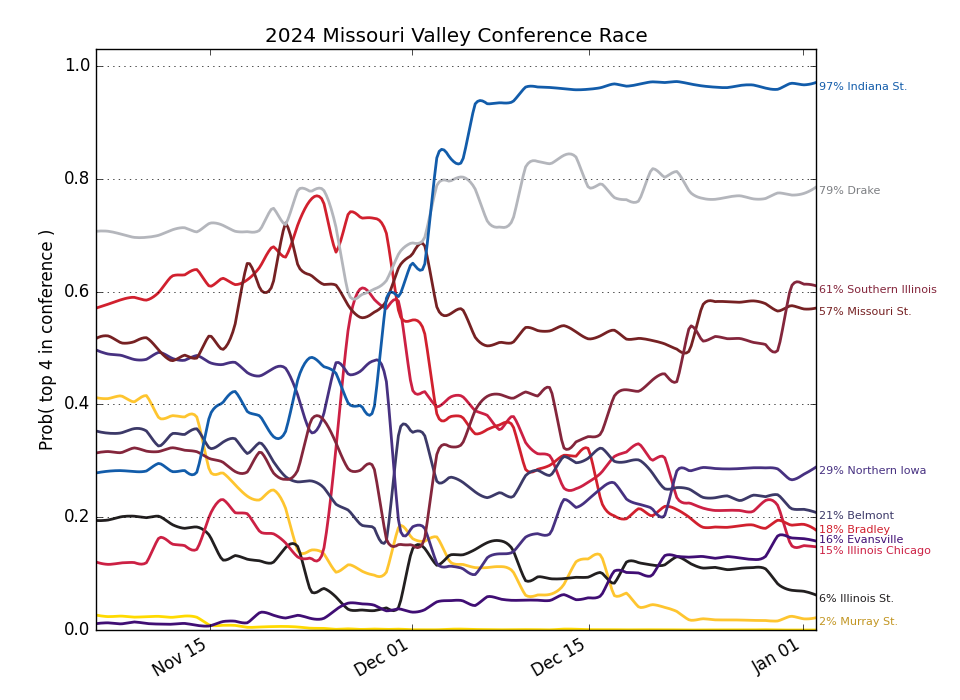 2024 Missouri Valley Conference Race
Prob( top 4 in conference )
1.0
0.8
0.6
0.4
0.2
0.0
Nov 15
Dec 01
Dec 15
Jan 01
97% Indiana St.
79% Drake
61% Southern Illinois
57% Missouri St.
29% Northern Iowa
21% Belmont
18% Bradley
16% Evansville
15% Illinois Chicago
6% Illinois St.
2% Murray St.